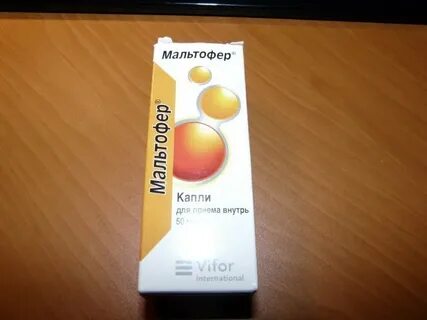 Мальтофер®
Мальтофер®
Капли
для приема внутрь
Vifor
International